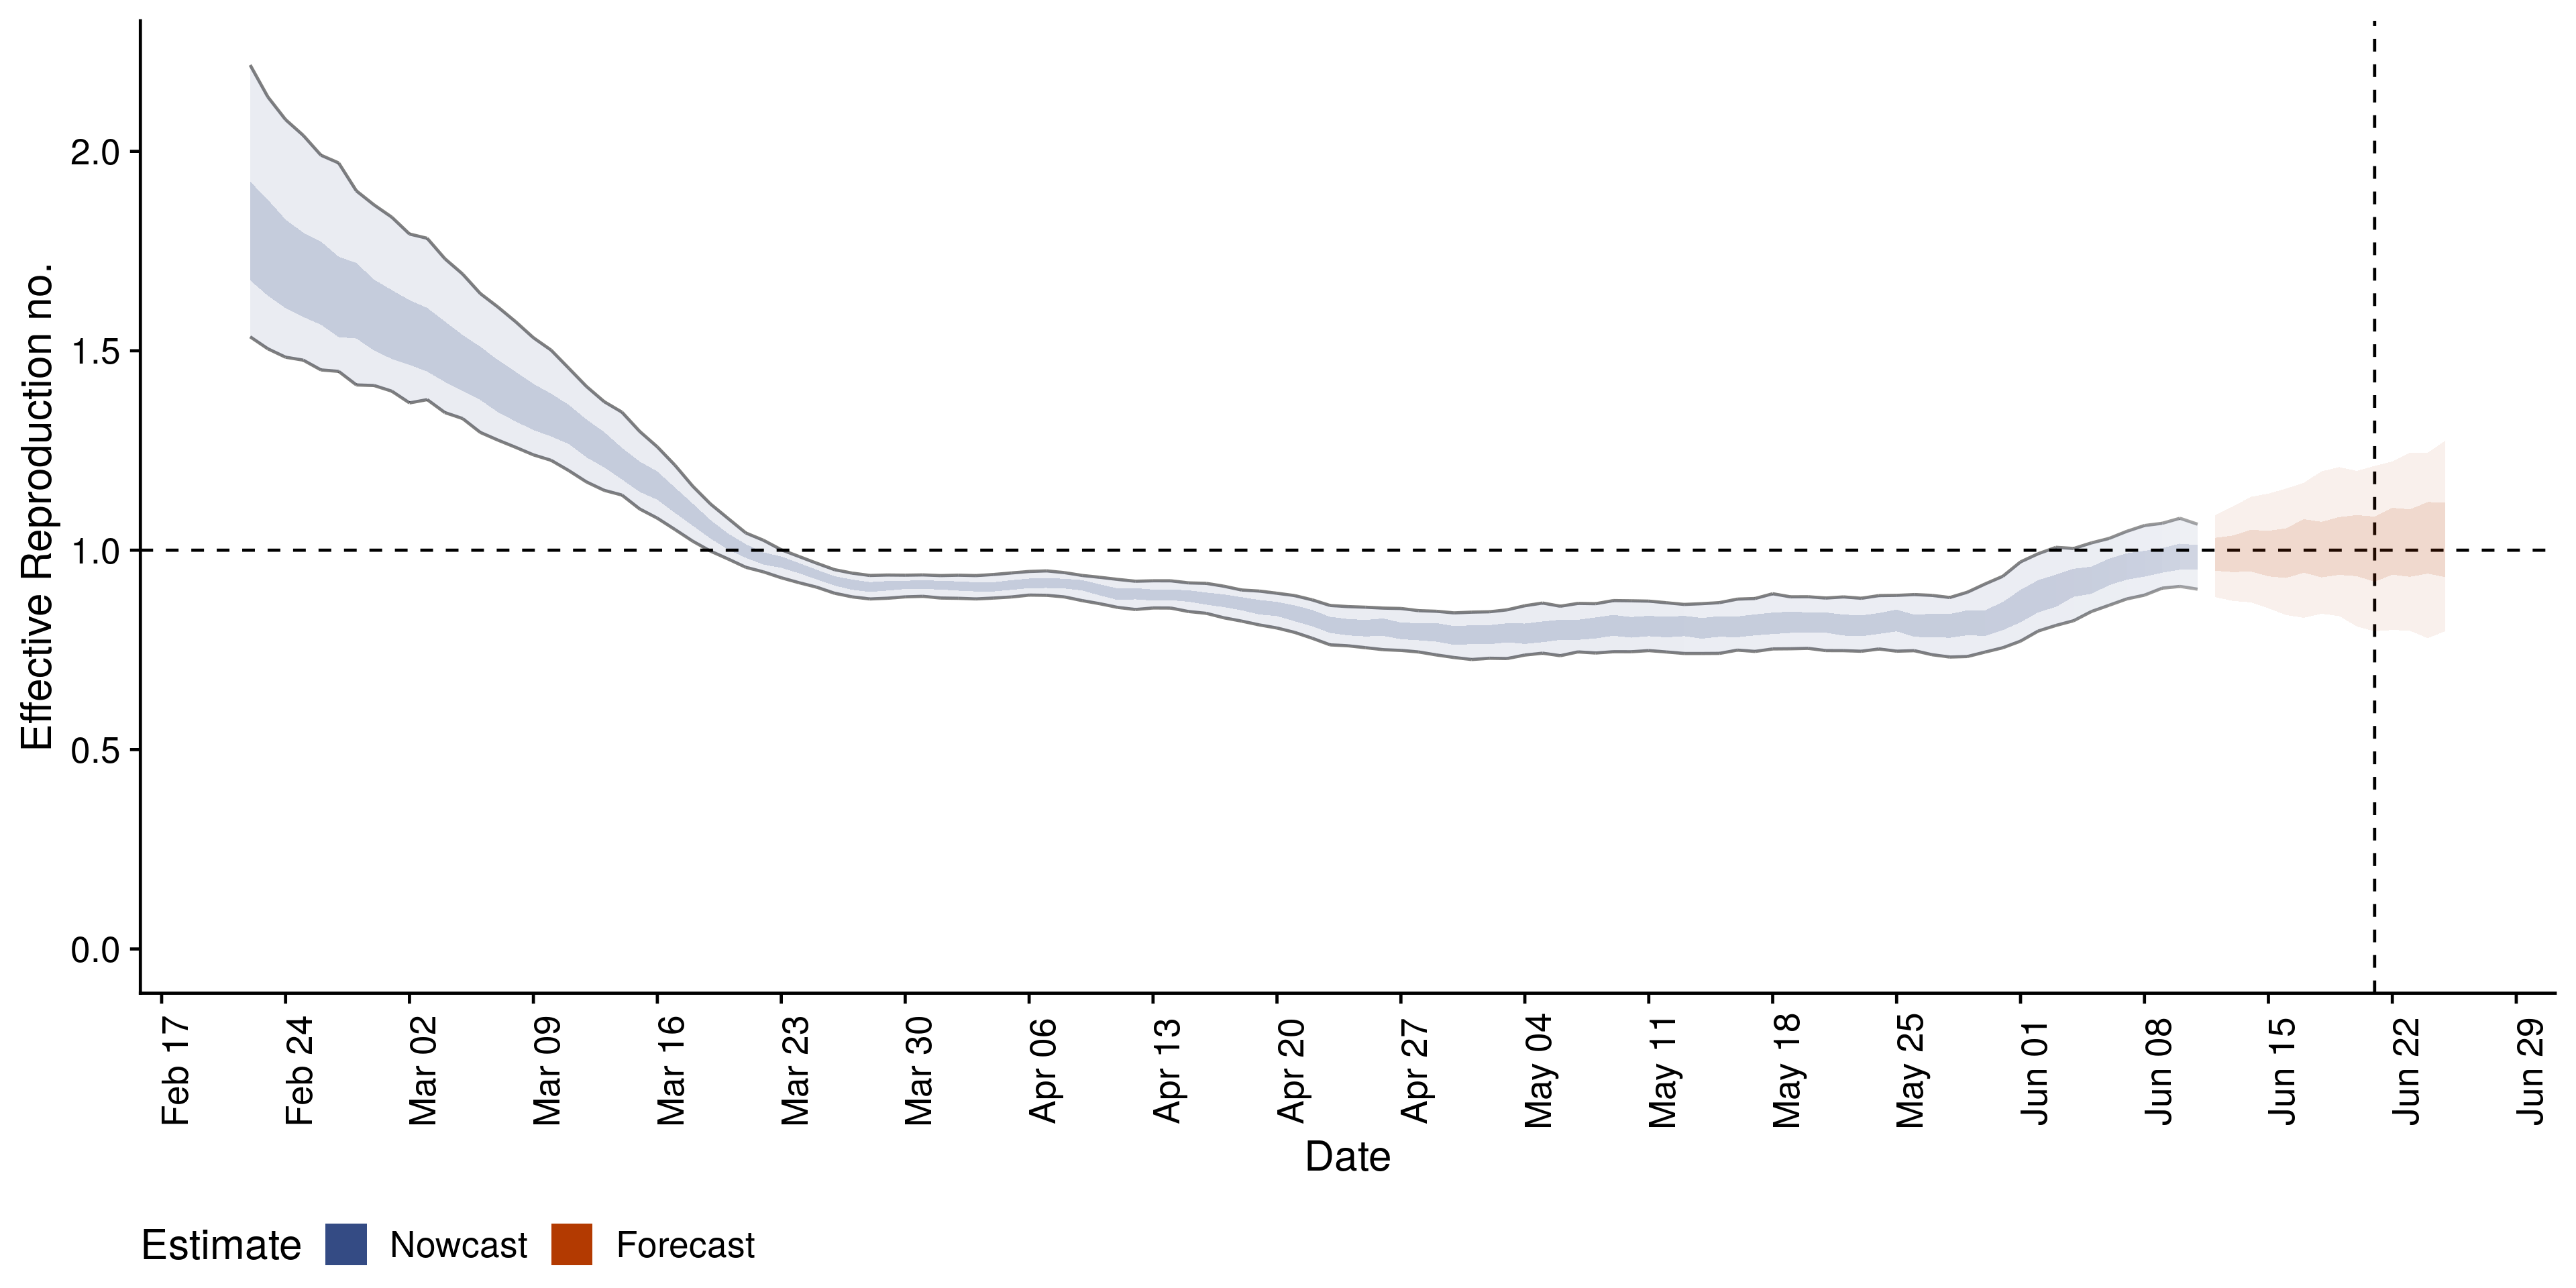 Effective Reproduction no.
2.0
1.5
1.0
0.5
0.0
Feb 17
Feb 24
Mar 02
Mar 09
Mar 16
Mar 23
Mar 30
Apr 06
Apr 13
Apr 20
Apr 27
May 04
May 11
May 18
May 25
Jun 01
Jun 08
Jun 15
Jun 22
Jun 29
Date
Estimate Nowcast Forecast